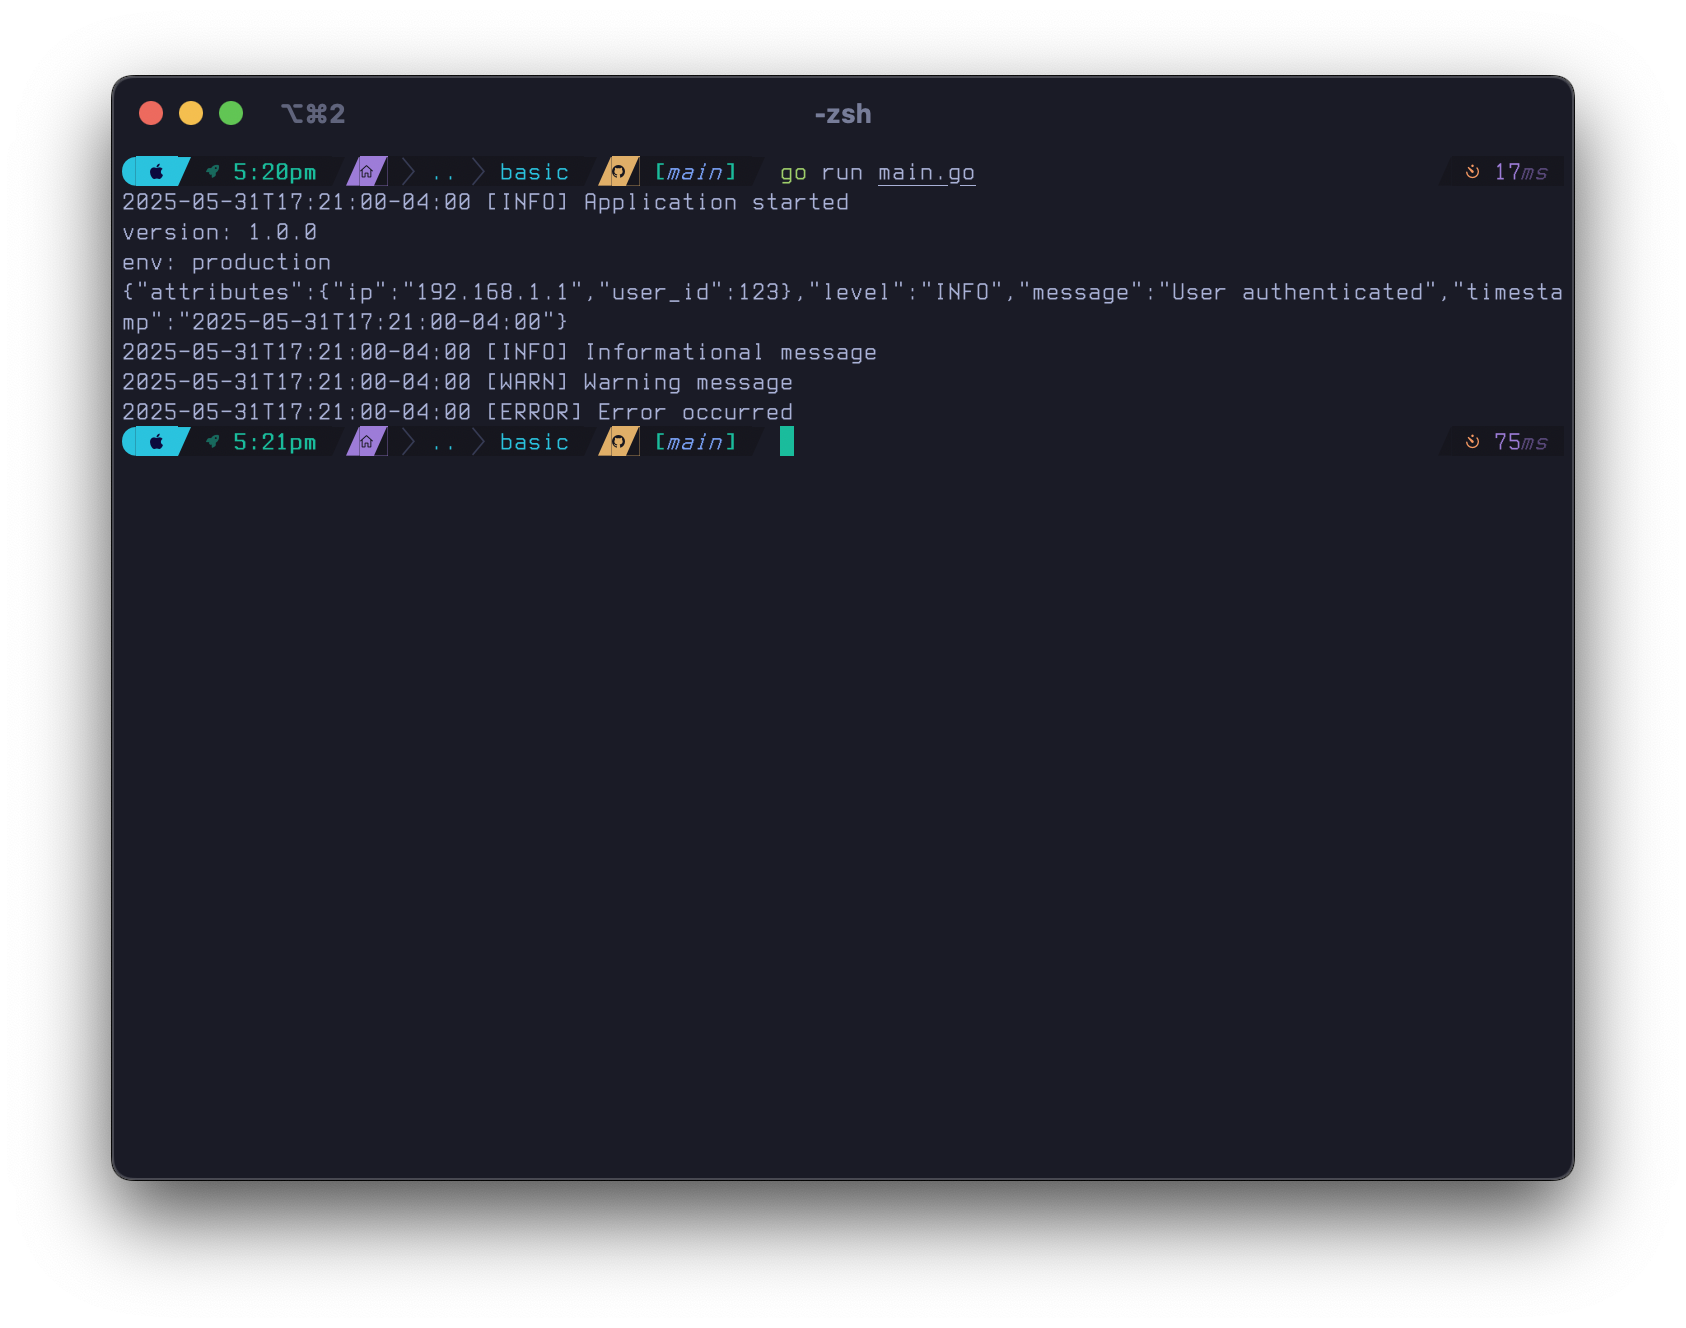 ⌥⌘2 -zsh
5:20pm .. basic [main] go run main.go 17ms
2025-05-31T17:21:00-04:00 [INFO] Application started
version: 1.0.0
env: production
{"attributes":{"ip":"192.168.1.1","user_id":123},"level":"INFO","message":"User authenticated","timesta
mp":"2025-05-31T17:21:00-04:00"}
2025-05-31T17:21:00-04:00 [INFO] Informational message
2025-05-31T17:21:00-04:00 [WARN] Warning message
2025-05-31T17:21:00-04:00 [ERROR] Error occurred
5:21pm .. basic [main] 75ms